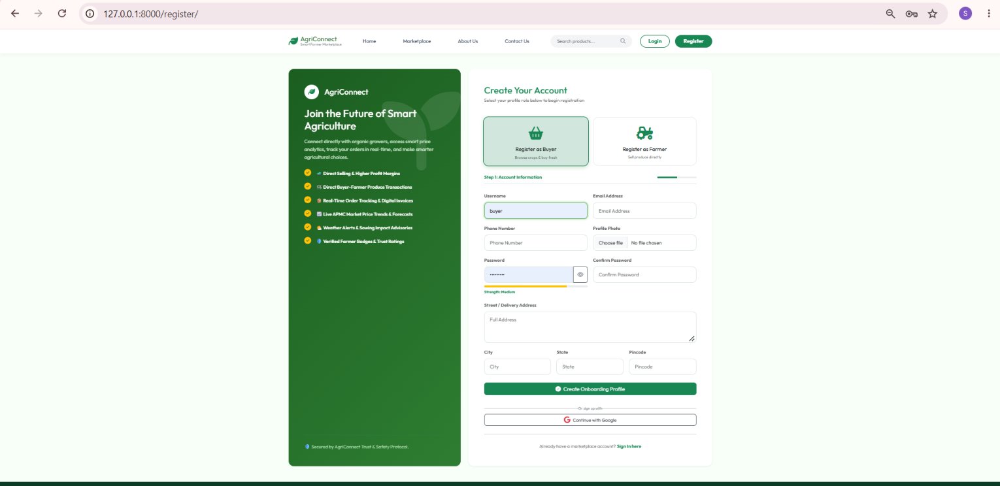 127.0.0.1:8000/register/
S
AgriConnect
Smart Farmer Marketplace
Home
Marketplace
About Us
Contact Us
Search products...
Login
Register
AgriConnect
Join the Future of Smart
Agriculture
Connect directly with organic growers, access smart price
analytics, track your orders in real-time, and make smarter
agricultural choices.
Direct Selling & Higher Profit Margins
Direct Buyer-Farmer Produce Transactions
Real-Time Order Tracking & Digital Invoices
Live APMC Market Price Trends & Forecasts
Weather Alerts & Sowing Impact Advisories
Verified Farmer Badges & Trust Ratings
Secured by AgriConnect Trust & Safety Protocol.
Create Your Account
Select your profile role below to begin registration
Register as Buyer
Browse crops & buy fresh
Register as Farmer
Sell produce directly
Step 1: Account Information
Username
Email Address
buyer
Email Address
Phone Number
Profile Photo
Phone Number
Choose file No file chosen
Password
Confirm Password
•••••••••
Confirm Password
Strength: Medium
Street / Delivery Address
Full Address
City
State
Pincode
City
State
Pincode
Create Onboarding Profile
Or sign up with
Continue with Google
Already have a marketplace account? Sign In here